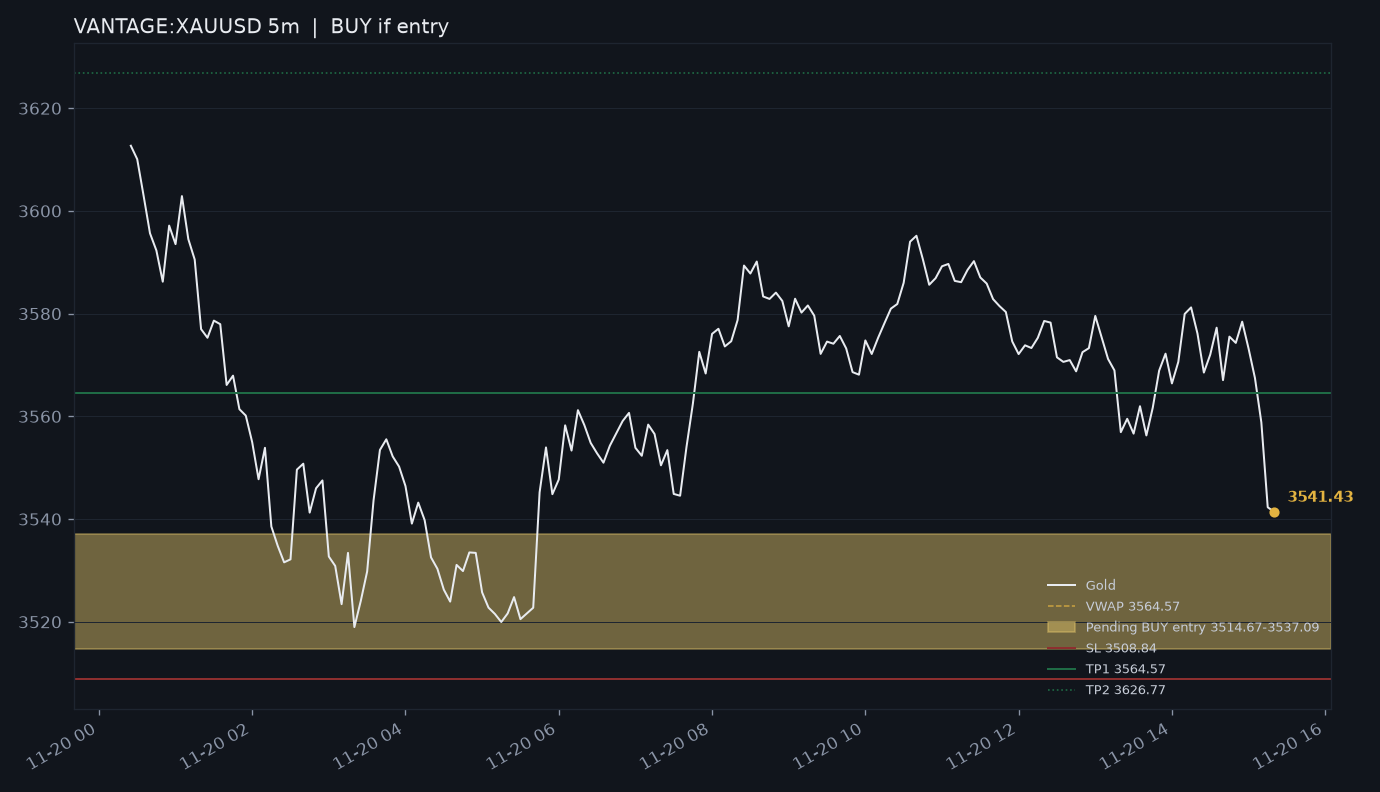 VANTAGE:XAUUSD 5m | BUY if entry
3620
3600
3580
3560
3540
3520
3541.43
Gold
VWAP 3564.57
Pending BUY entry 3514.67-3537.09
SL 3508.84
TP1 3564.57
TP2 3626.77
11-20 00
11-20 02
11-20 04
11-20 06
11-20 08
11-20 10
11-20 12
11-20 14
11-20 16